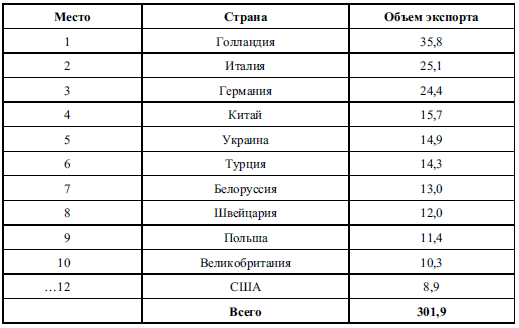 Место Страна Объем экспорта
1 Голландия 35,8
2 Италия 25,1
3 Германия 24,4
4 Китай 15,7
5 Украина 14,9
6 Турция 14,3
7 Белоруссия 13,0
8 Швейцария 12,0
9 Польша 11,4
10 Великобритания 10,3
…12 США 8,9
Всего 301,9